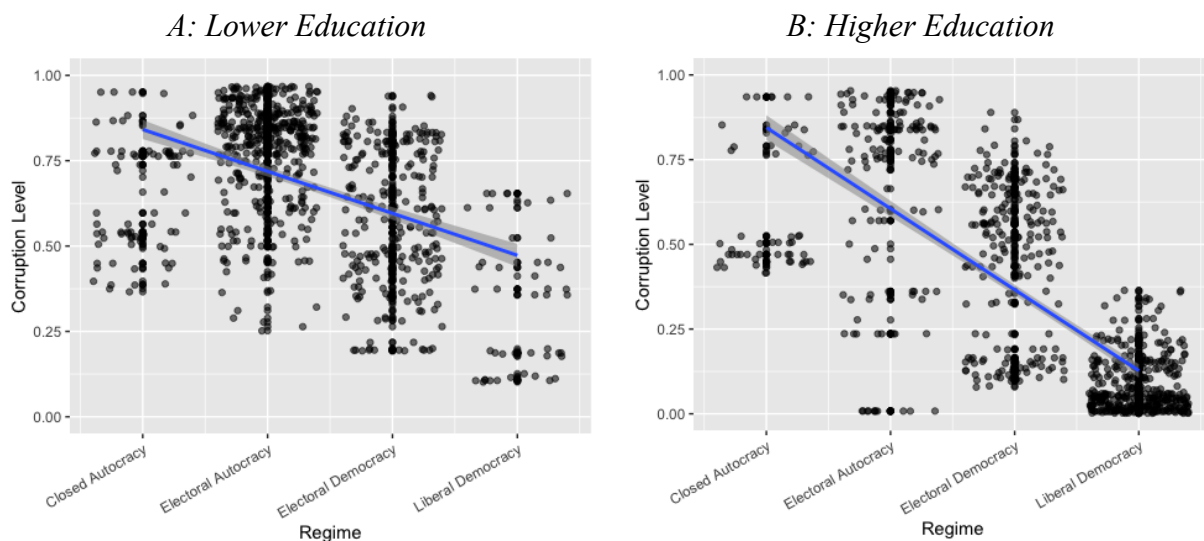 A: Lower Education
Corruption Level
1.00
0.75
0.50
0.25
0.00
Closed Autocracy
Electoral Autocracy
Electoral Democracy
Liberal Democracy
Regime
B: Higher Education
Corruption Level
1.00
0.75
0.50
0.25
0.00
Closed Autocracy
Electoral Autocracy
Electoral Democracy
Liberal Democracy
Regime